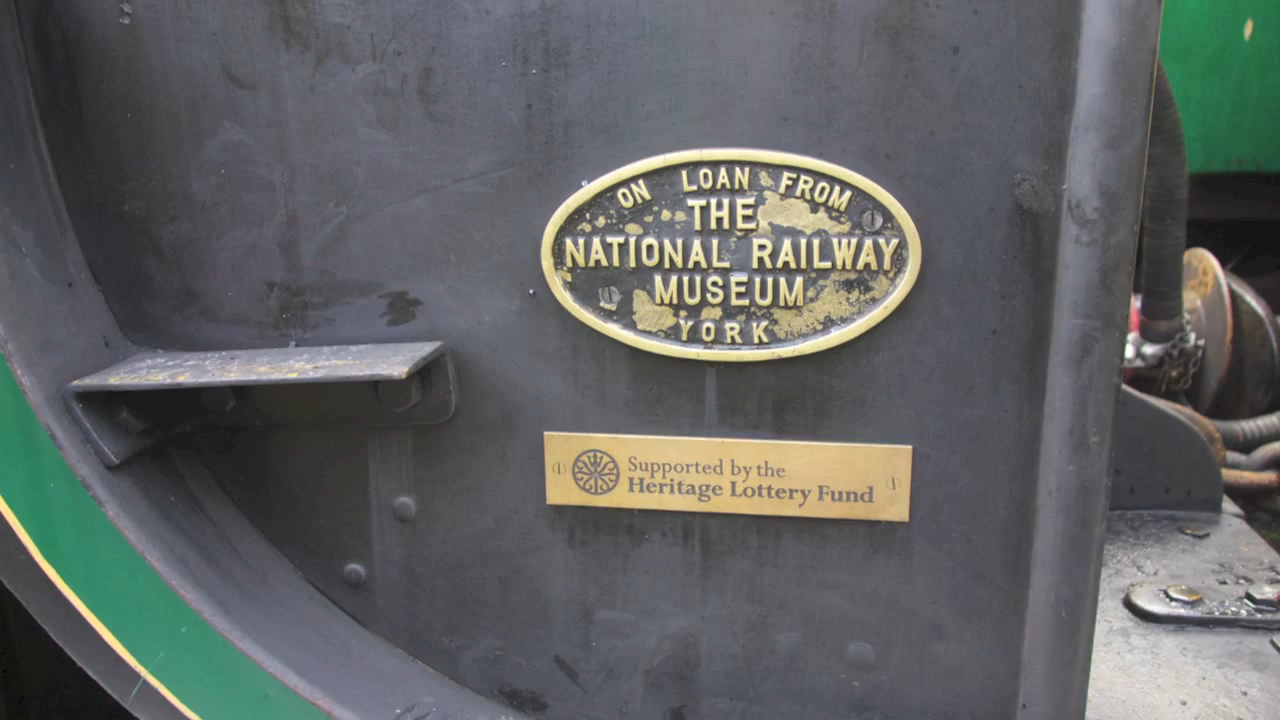 ON LOAN FROM
THE
NATIONAL RAILWAY
MUSEUM
YORK
Supported by the
Heritage Lottery Fund